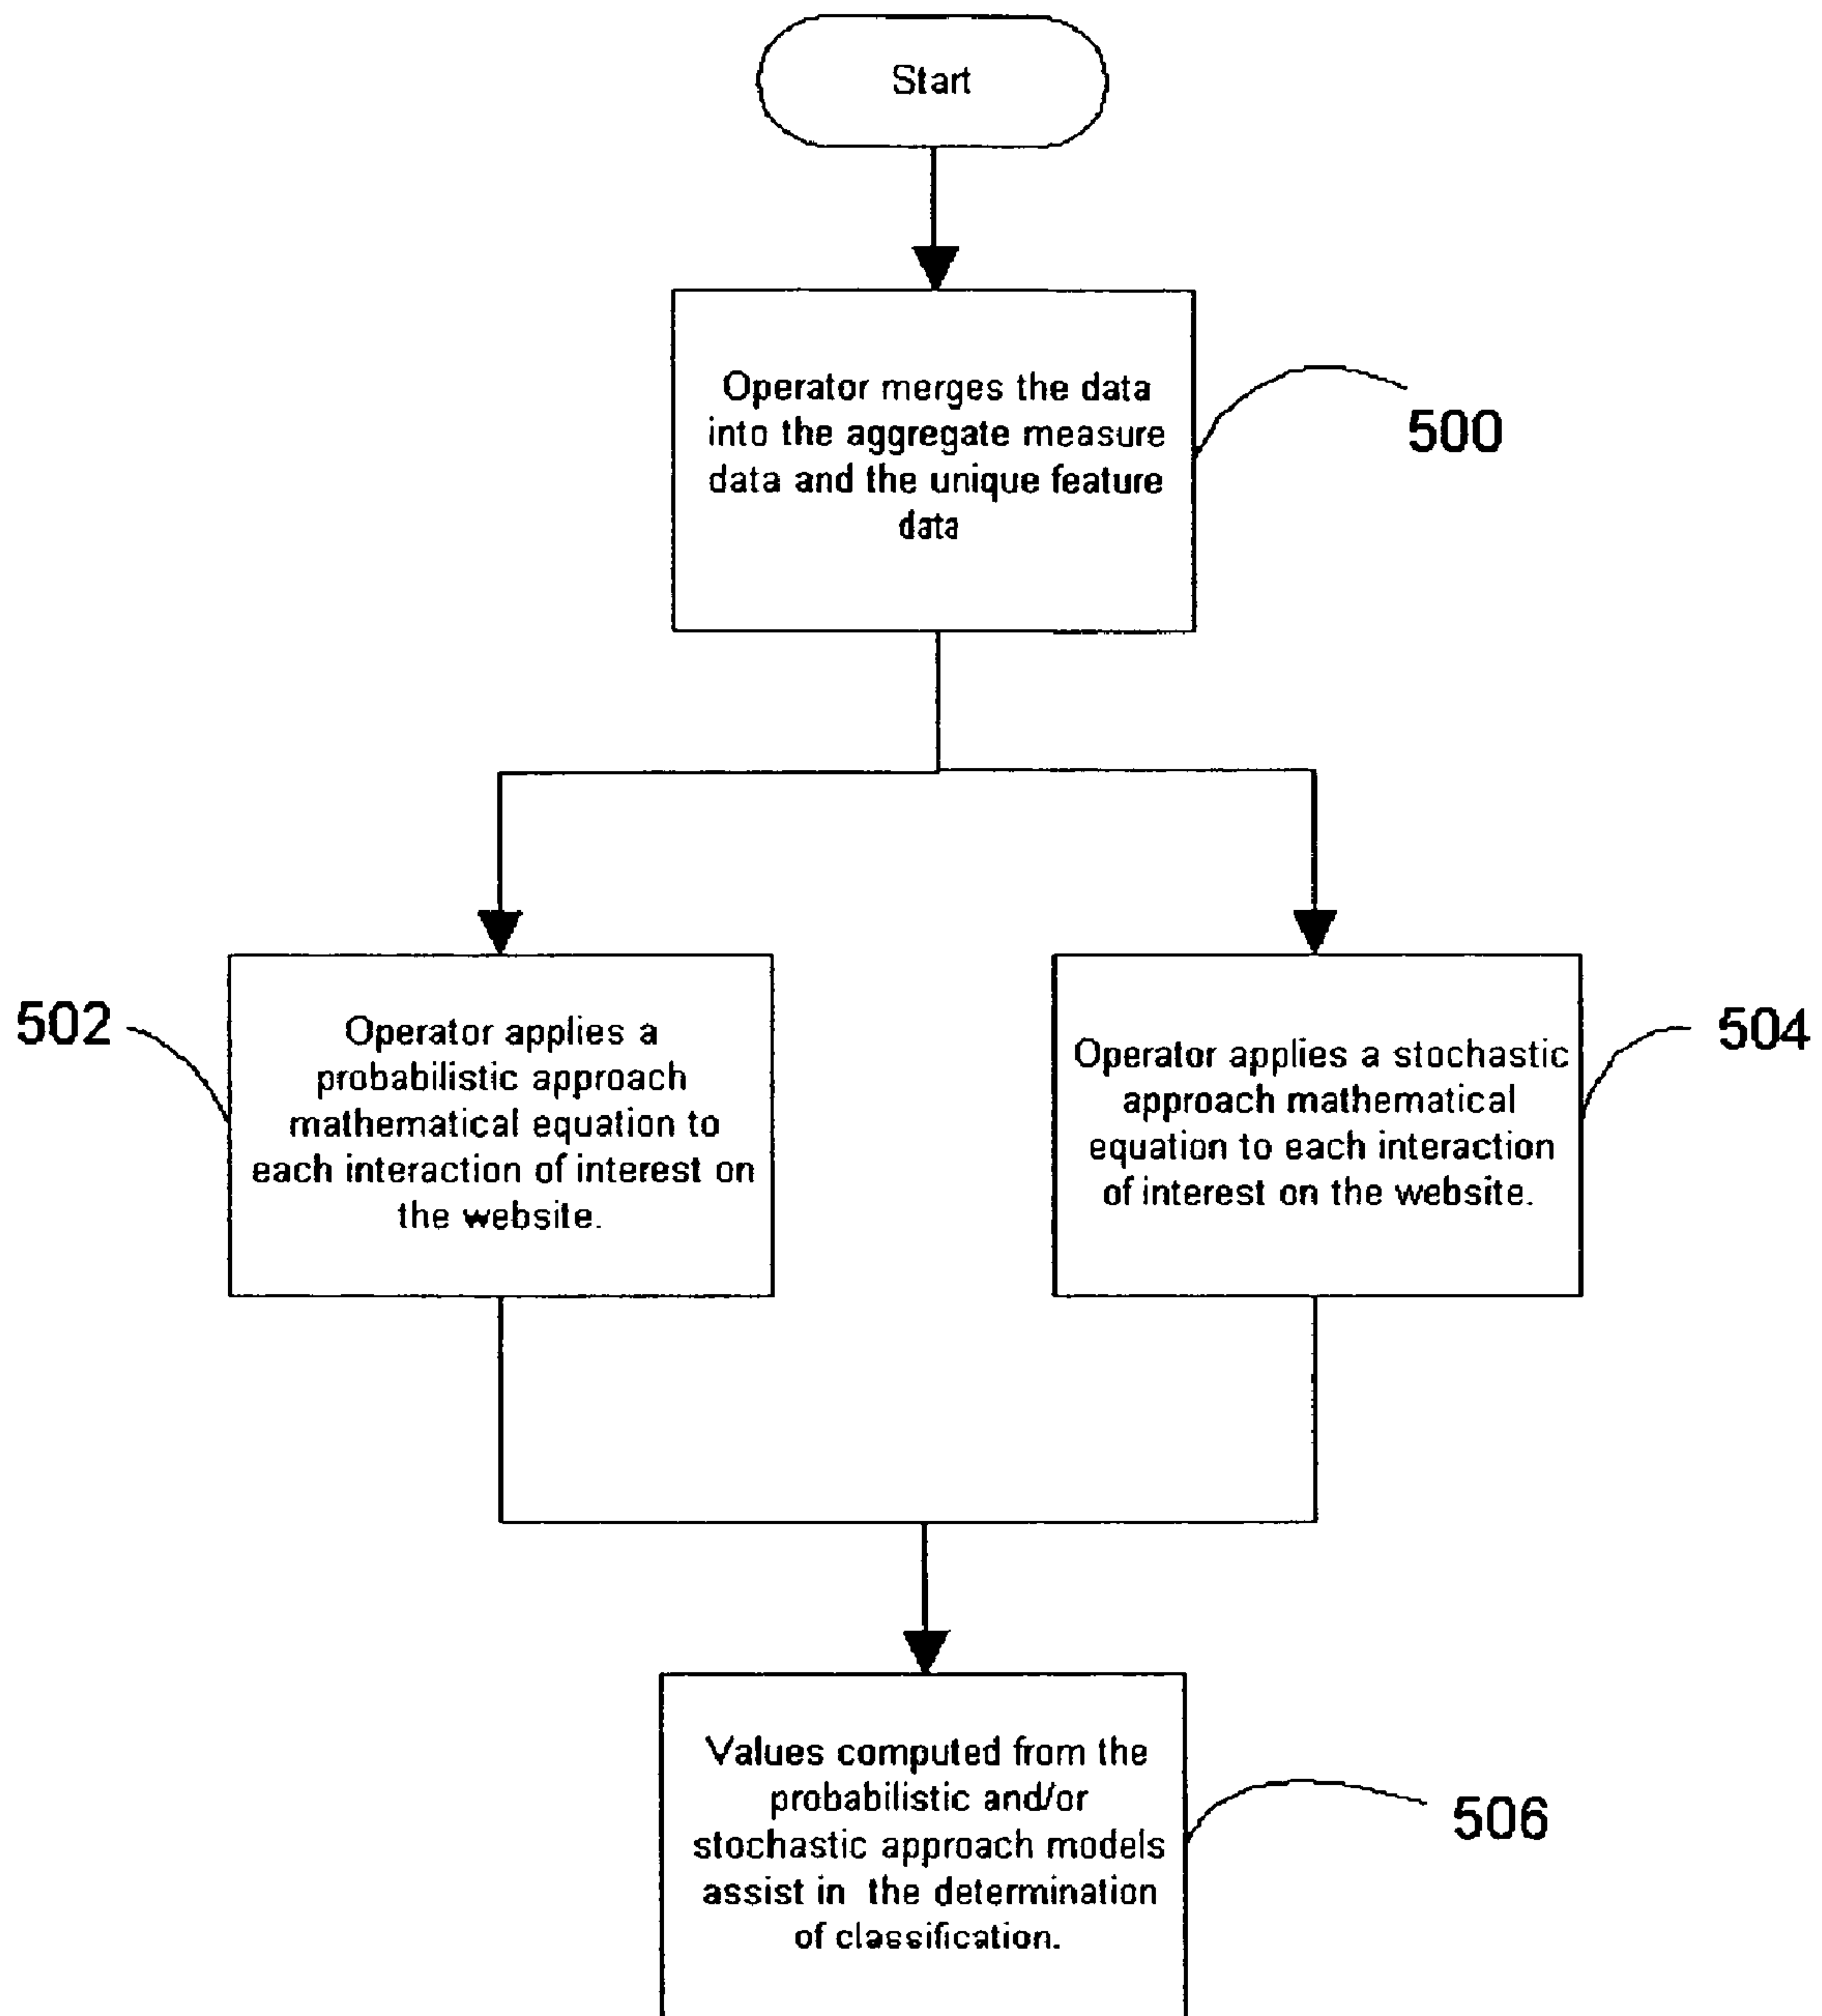 Start
Operator merges the data
into the aggregate measure
data and the unique feature
data
500
502
Operator applies a
probabilistic approach
mathematical equation to
each interaction of interest on
the website.
Operator applies a stochastic
approach mathematical
equation to each interaction
of interest on the website.
504
Values computed from the
probabilistic and/or
stochastic approach models
assist in the determination
of classification.
506